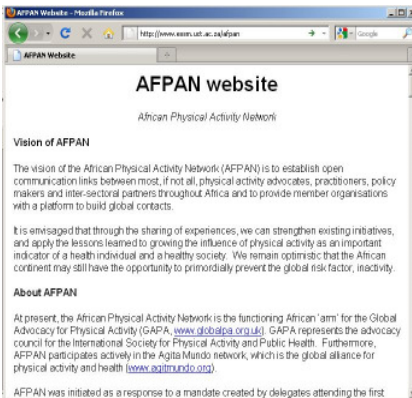 AFPAN Website - Mozilla Firefox
Google
AFPAN Website
AFPAN website
African Physical Activity Network
Vision of AFPAN
The vision of the African Physical Activity Network (AFPAN) is to establish open
communication links between most, if not all, physical activity advocates, practitioners, policy
makers and inter-sectoral partners throughout Africa and to provide member organisations
with a platform to build global contacts.
It is envisaged that through the sharing of experiences, we can strengthen existing initiatives,
and apply the lessons learned to growing the influence of physical activity as an important
indicator of a health individual and a healthy society. We remain optimistic that the African
continent may still have the opportunity to primordially prevent the global risk factor, inactivity.
About AFPAN
At present, the African Physical Activity Network is the functioning African 'arm' for the Global
Advocacy for Physical Activity (GAPA, www.globalpa.org.uk). GAPA represents the advocacy
council for the International Society for Physical Activity and Public Health. Furthermore,
AFPAN participates actively in the Agita Mundo network, which is the global alliance for
physical activity and health (www.agitmundo.org).
AFPAN was initiated as a response to a mandate created by delegates attending the first